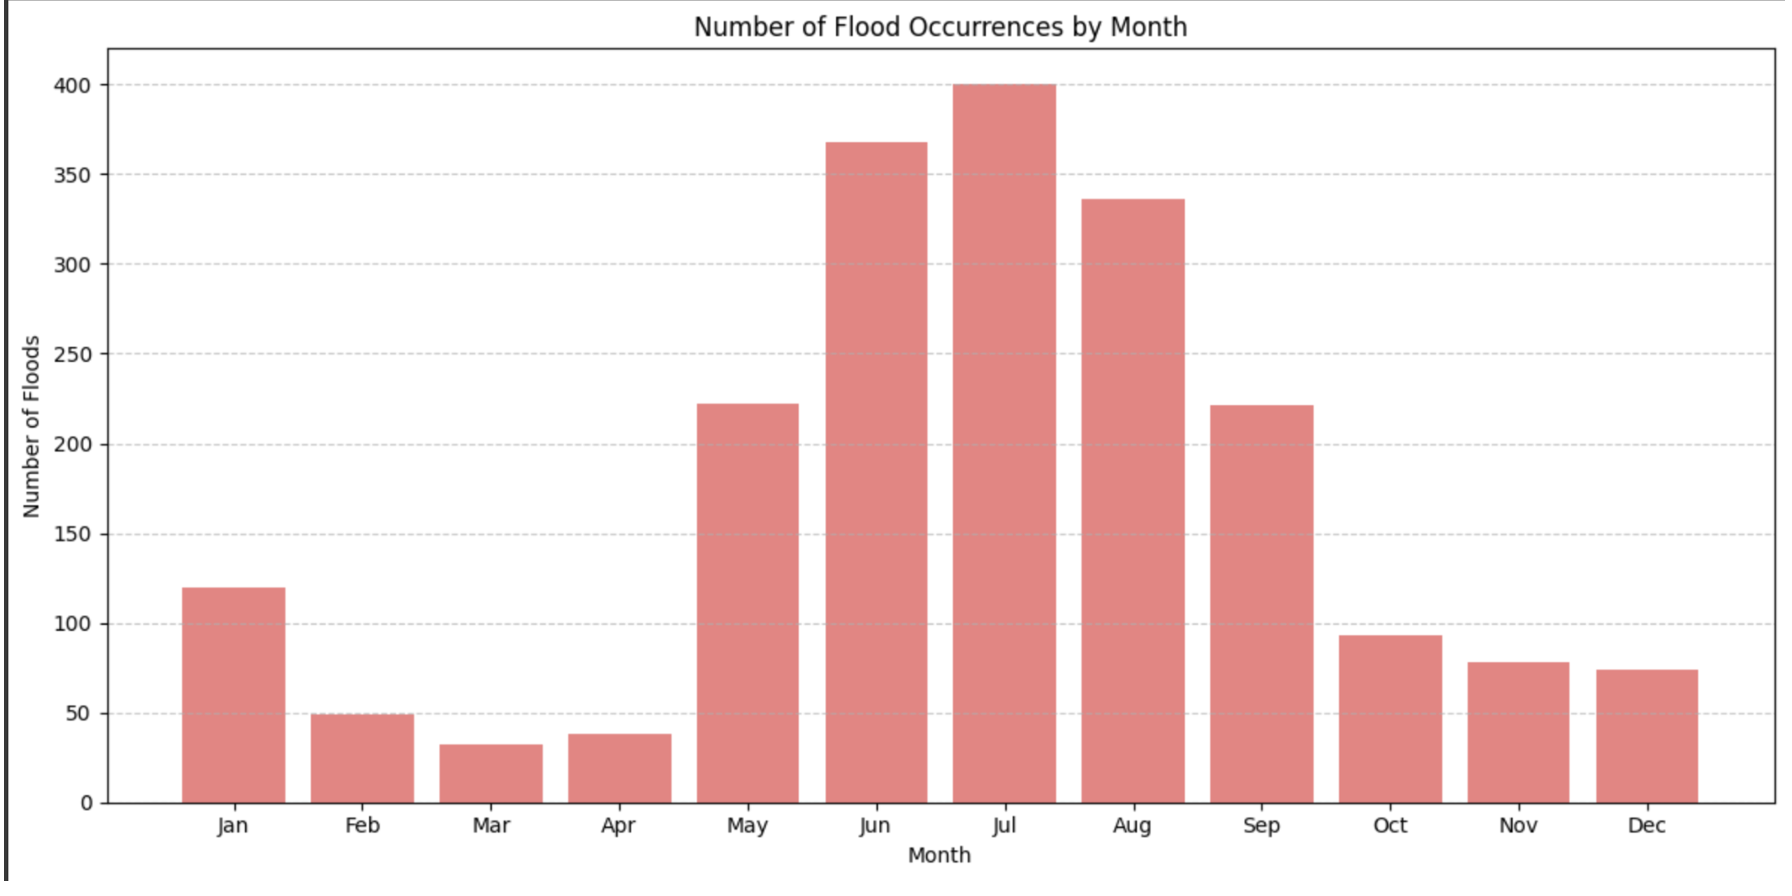 Number of Flood Occurrences by Month
Number of Floods
400
350
300
250
200
150
100
50
0
Jan Feb Mar Apr May Jun Jul Aug Sep Oct Nov Dec
Month